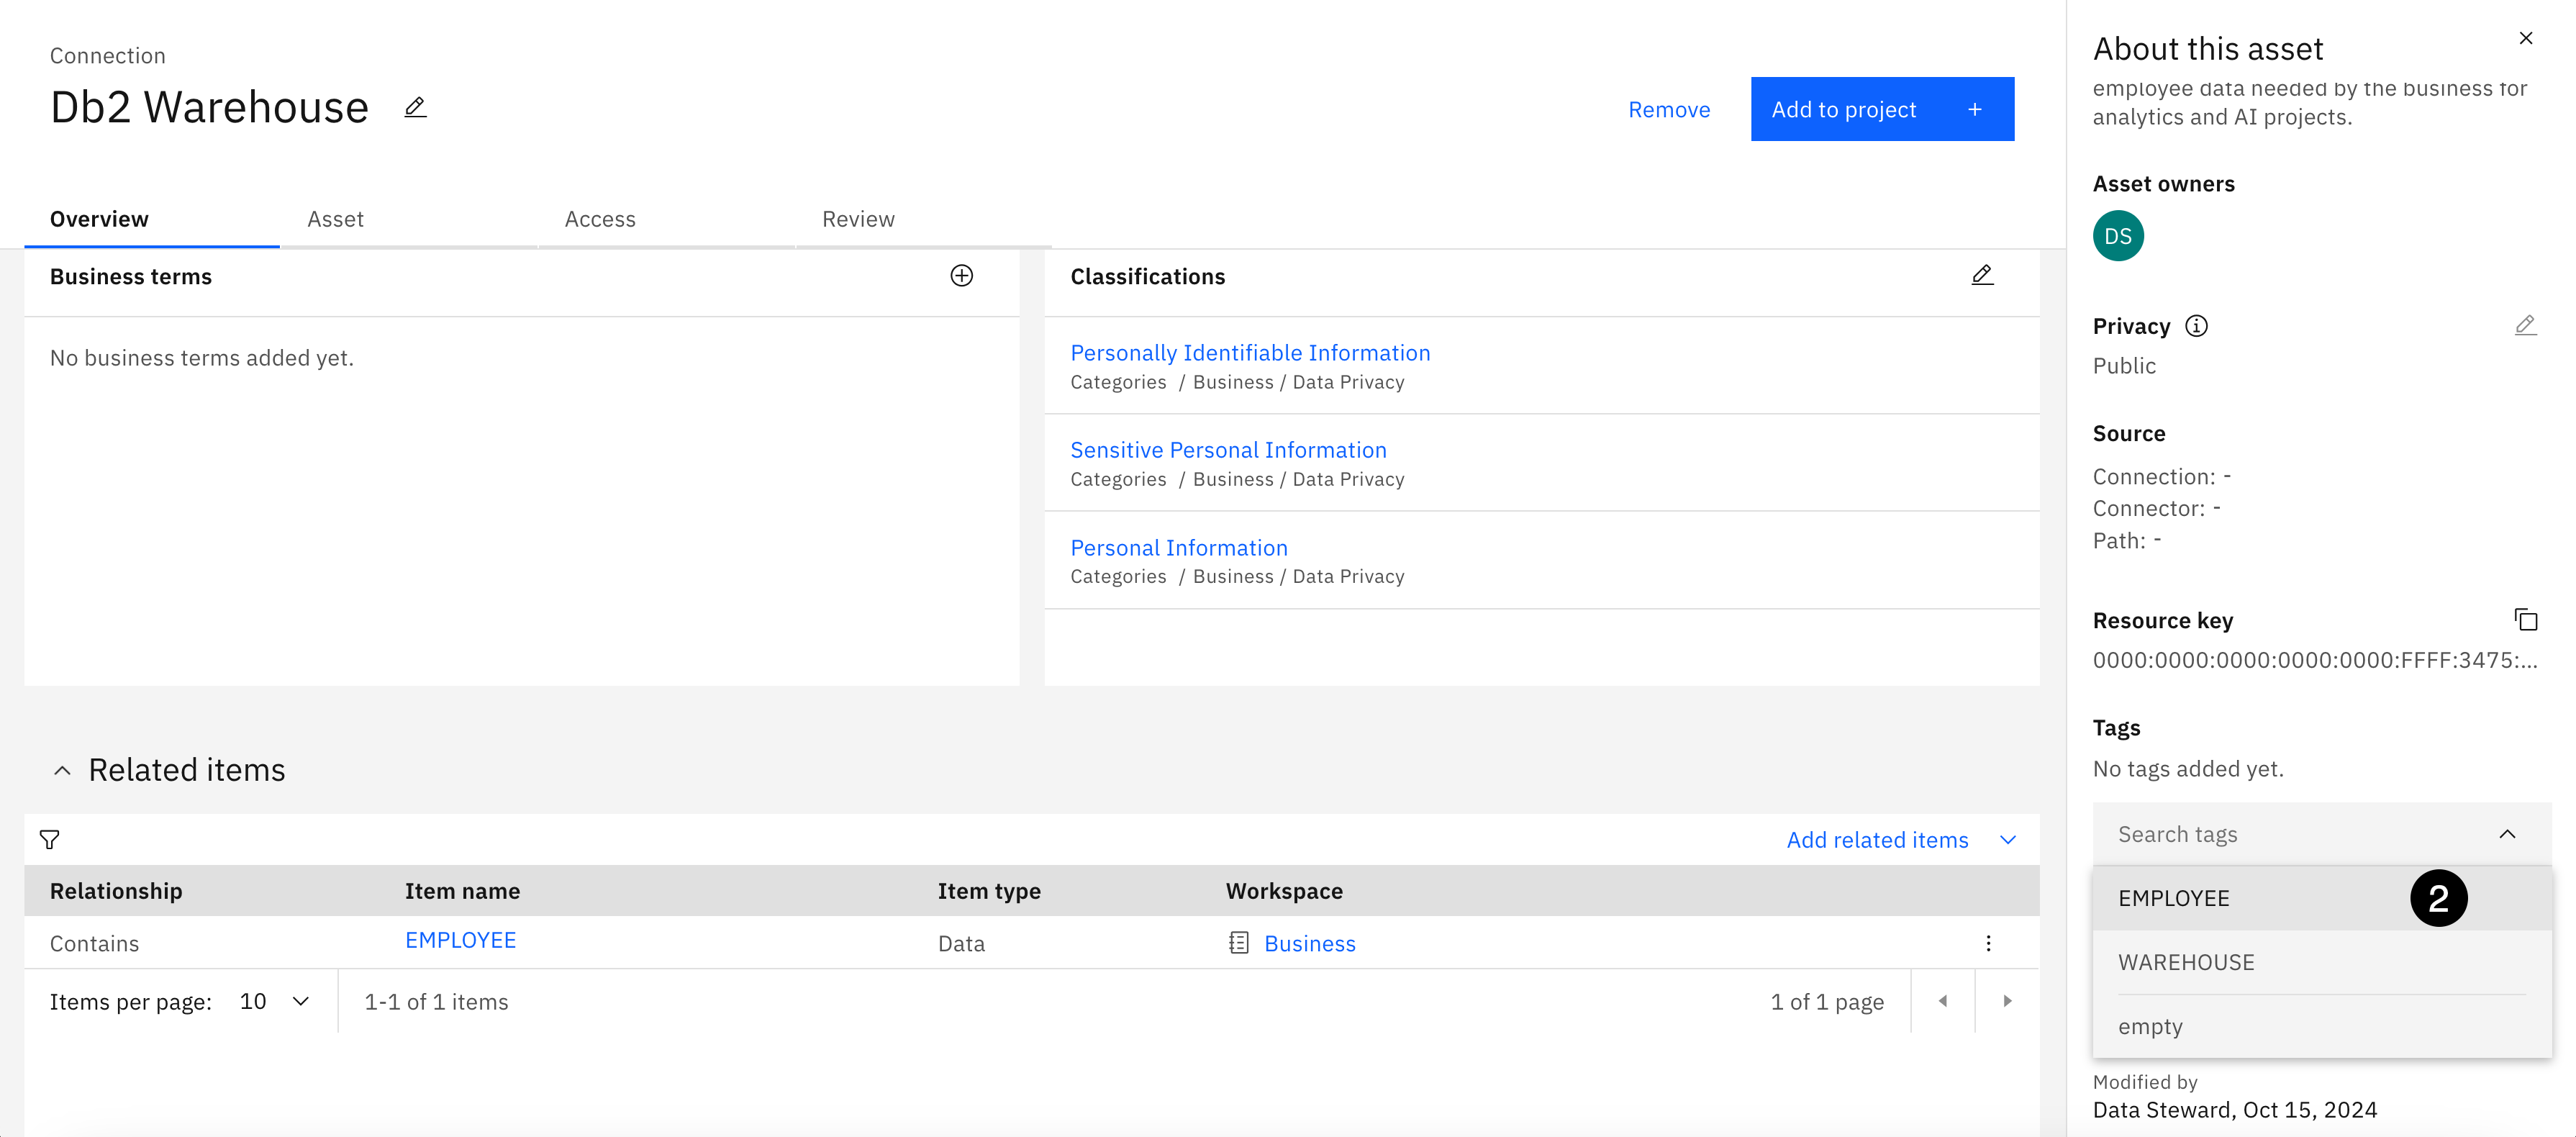 Connection
Db2 Warehouse
Remove
Add to project +
Overview
Asset
Access
Review
Business terms
No business terms added yet.
Classifications
Personally Identifiable Information
Categories / Business / Data Privacy
Sensitive Personal Information
Categories / Business / Data Privacy
Personal Information
Categories / Business / Data Privacy
Related items
Add related items
Relationship Item name Item type Workspace
Contains EMPLOYEE Data Business
Items per page: 10 1-1 of 1 items 1 of 1 page
About this asset
employee data needed by the business for
analytics and AI projects.
Asset owners
DS
Privacy
Public
Source
Connection: -
Connector: -
Path: -
Resource key
0000:0000:0000:0000:0000:FFFF:3475:...
Tags
No tags added yet.
Search tags
EMPLOYEE 2
WAREHOUSE
empty
Modified by
Data Steward, Oct 15, 2024